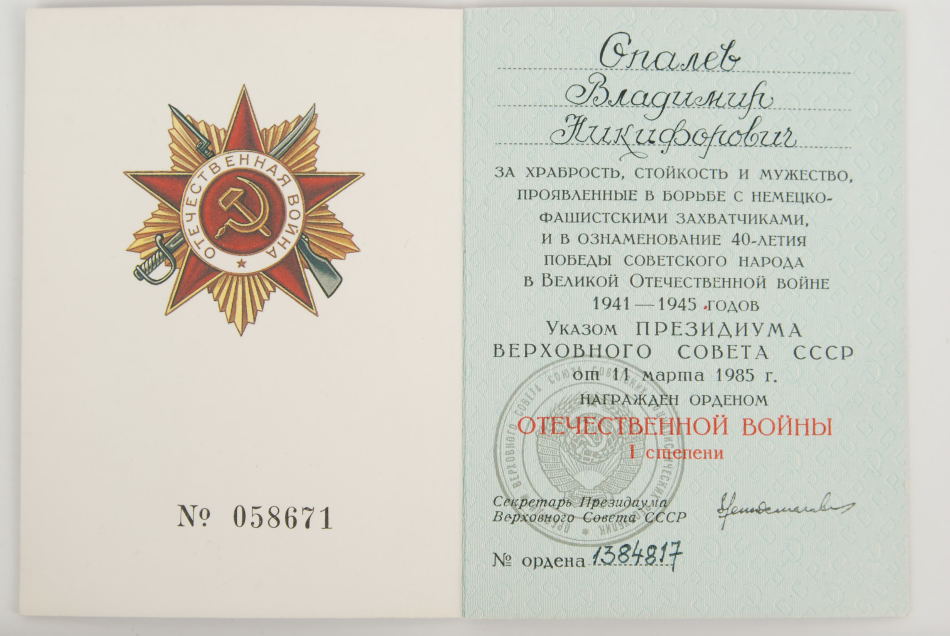 ОТЕЧЕСТВЕННАЯ ВОЙНА
№ 058671
Опалев
Владимир
Никифорович
ЗА ХРАБРОСТЬ, СТОЙКОСТЬ И МУЖЕСТВО,
ПРОЯВЛЕННЫЕ В БОРЬБЕ С НЕМЕЦКО-
ФАШИСТСКИМИ ЗАХВАТЧИКАМИ,
И В ОЗНАМЕНОВАНИЕ 40-ЛЕТИЯ
ПОБЕДЫ СОВЕТСКОГО НАРОДА
В ВЕЛИКОЙ ОТЕЧЕСТВЕННОЙ ВОЙНЕ
1941—1945 ГОДОВ
УКАЗОМ ПРЕЗИДИУМА
ВЕРХОВНОГО СОВЕТА СССР
от 11 марта 1985 г.
НАГРАЖДЕН ОРДЕНОМ
ОТЕЧЕСТВЕННОЙ ВОЙНЫ
I степени
Секретарь Президиума
Верховного Совета СССР
№ ордена 1384817